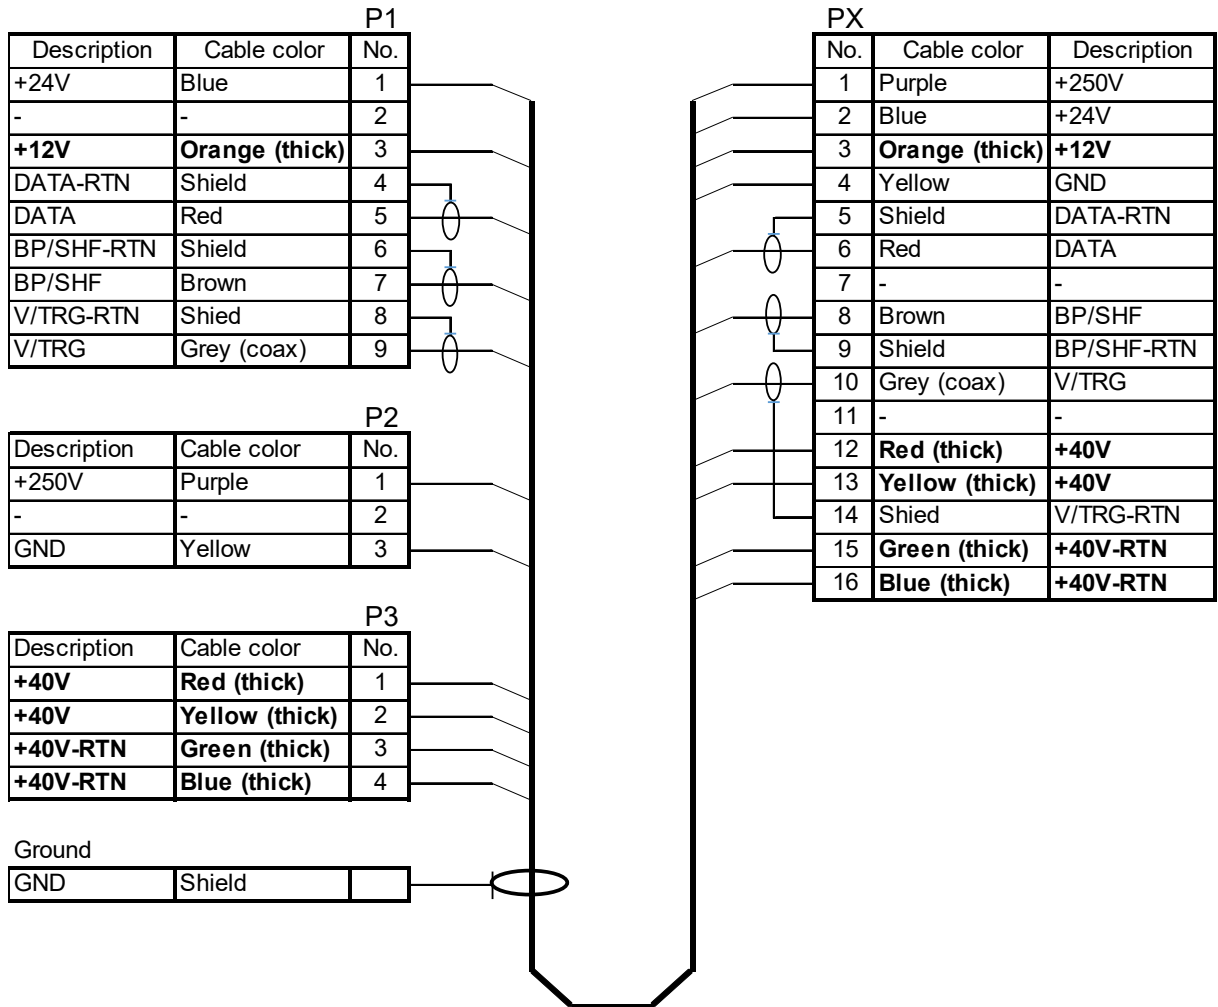 P1
Description Cable color No.
+24V Blue 1
- - 2
+12V Orange (thick) 3
DATA-RTN Shield 4
DATA Red 5
BP/SHF-RTN Shield 6
BP/SHF Brown 7
V/TRG-RTN Shied 8
V/TRG Grey (coax) 9
P2
Description Cable color No.
+250V Purple 1
- - 2
GND Yellow 3
P3
Description Cable color No.
+40V Red (thick) 1
+40V Yellow (thick) 2
+40V-RTN Green (thick) 3
+40V-RTN Blue (thick) 4
Ground
GND Shield
PX
No. Cable color Description
1 Purple +250V
2 Blue +24V
3 Orange (thick) +12V
4 Yellow GND
5 Shield DATA-RTN
6 Red DATA
7 - -
8 Brown BP/SHF
9 Shield BP/SHF-RTN
10 Grey (coax) V/TRG
11 - -
12 Red (thick) +40V
13 Yellow (thick) +40V
14 Shied V/TRG-RTN
15 Green (thick) +40V-RTN
16 Blue (thick) +40V-RTN